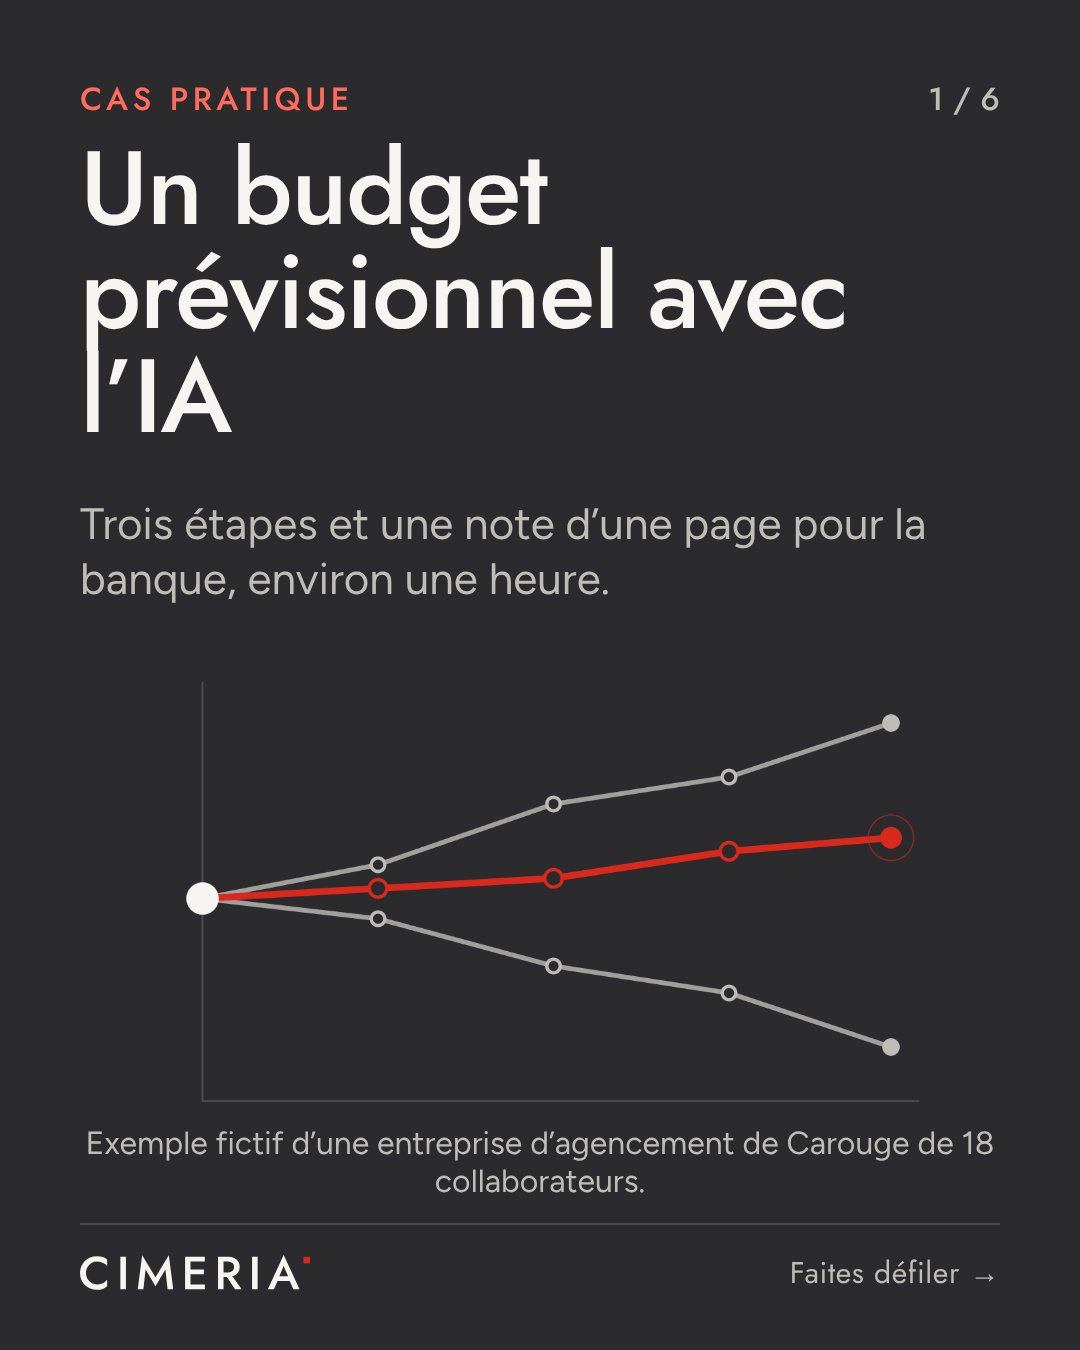 CAS PRATIQUE
1 / 6
Un budget
prévisionnel avec
l’IA
Trois étapes et une note d’une page pour la
banque, environ une heure.
Exemple fictif d’une entreprise d’agencement de Carouge de 18
collaborateurs.
CIMERIA
Faites défiler →